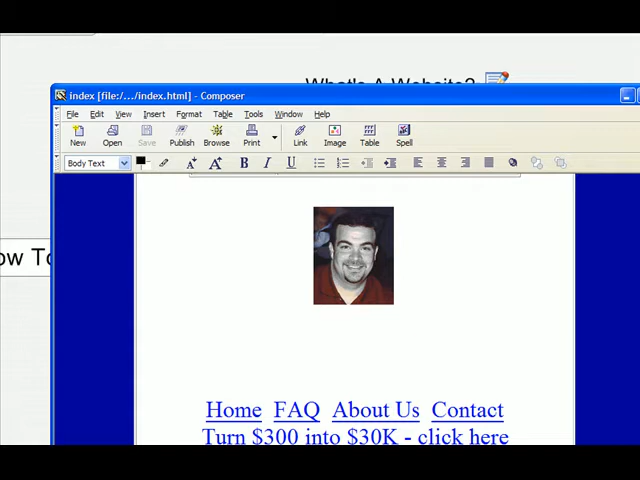 What's A Website?
index [file:/.../index.html] - Composer
File Edit View Insert Format Table Tools Window Help
New Open Save Publish Browse Print Link Image Table Spell
Body Text B I U
ow To
Home FAQ About Us Contact
Turn $300 into $30K - click here